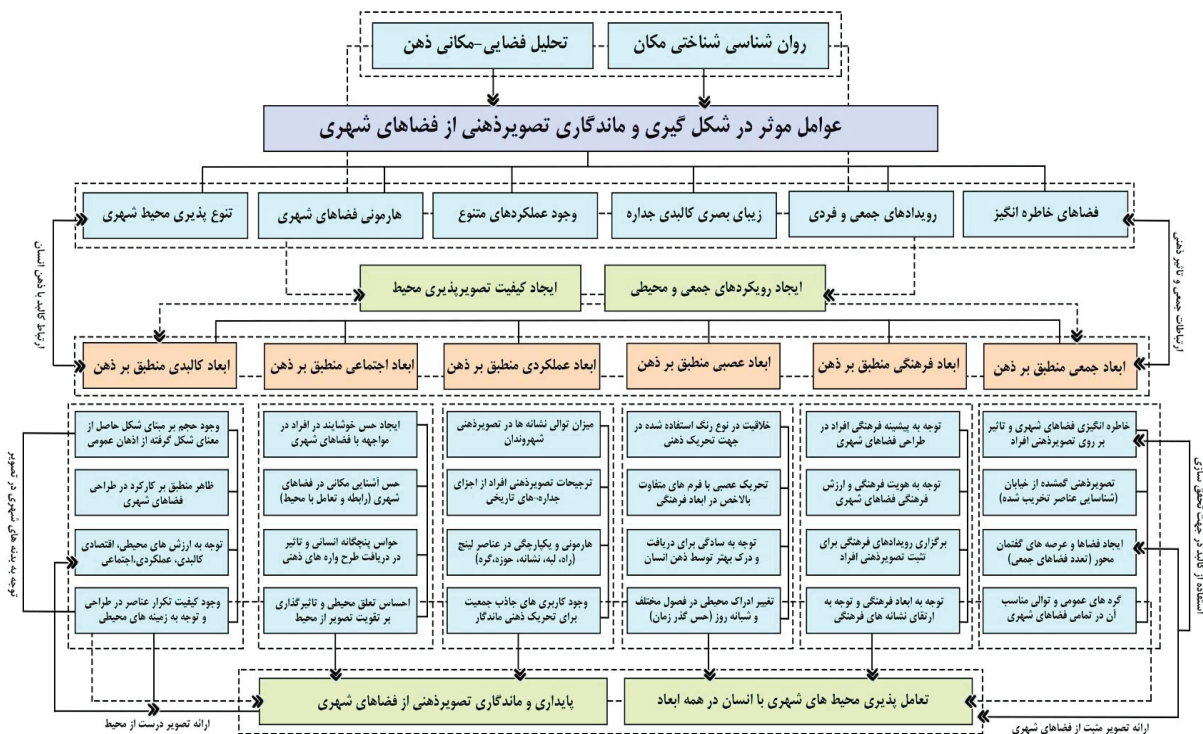 روان شناسی شناختی مکان
تحلیل فضایی-مکانی ذهن
عوامل موثر در شکل گیری و ماندگاری تصویرذهنی از فضاهای شهری
فضاهای خاطره انگیز
رویدادهای جمعی و فردی
زیبای بصری کالبدی جداره
وجود عملکردهای متنوع
هارمونی فضاهای شهری
تنوع پذیری محیط شهری
ارتباطات جمعی و تاثیر ذهنی
ارتباط کالبد با ذهن انسان
ایجاد رویکردهای جمعی و محیطی
ایجاد کیفیت تصویرپذیری محیط
ابعاد جمعی منطبق بر ذهن
ابعاد فرهنگی منطبق بر ذهن
ابعاد عصبی منطبق بر ذهن
ابعاد عملکردی منطبق بر ذهن
ابعاد اجتماعی منطبق بر ذهن
ابعاد کالبدی منطبق بر ذهن
خاطره انگیزی فضاهای شهری و تاثیر
بر روی تصویرذهنی افراد
تصویرذهنی گمشده از خیابان
(شناسایی عناصر تخریب شده)
ایجاد فضاها و عرصه های گفتمان
محور (تعدد فضاهای جمعی)
گره های عمومی و توالی مناسب
آن در تمامی فضاهای شهری
توجه به پیشینه فرهنگی افراد در
طراحی فضاهای شهری
توجه به هویت فرهنگی و ارزش
فرهنگی فضاهای شهری
برگزاری رویدادهای فرهنگی برای
تثبت تصویرذهنی افراد
توجه به ابعاد فرهنگی و توجه به
ارتقای نشانه های فرهنگی
خلاقیت در نوع رنگ استفاده شده در
جهت تحریک ذهنی
تحریک عصبی با فرم های متفاوت
بالاخص در ابعاد فرهنگی
توجه به سادگی برای دریافت
و درک بهتر توسط ذهن انسان
تغییر ادراک محیطی در فصول مختلف
و شبانه روز (حس گذر زمان)
میزان توالی نشانه ها در تصویرذهنی
شهروندان
ترجیحات تصویرذهنی افراد از اجزای
جداره-های تاریخی
هارمونی و یکپارچگی در عناصر لینچ
(راه، لبه، نشانه، حوزه،گره)
وجود کاربری های جاذب جمعیت
برای تحریک ذهنی ماندگار
ایجاد حس خوشایند در افراد در
مواجهه با فضاهای شهری
حس آشنایی مکانی در فضاهای
شهری (رابطه و تعامل با محیط)
حواس پنچگانه انسانی و تاثیر
در دریافت طرح واره های ذهنی
احساس تعلق محیطی و تاثیرگذاری
بر تقویت تصویر از محیط
وجود حجم بر مبنای شکل حاصل از
معنای شکل گرفته از اذهان عمومی
ظاهر منطبق بر کارکرد در طراحی
فضاهای شهری
توجه به ارزش های محیطی، اقتصادی
کالبدی، عملکردی،اجتماعی
وجود کیفیت تکرار عناصر در طراحی
و توجه به زمینه های محیطی
استفاده از کالبد در جهت تحقق سازی
توجه به بدنه های شهری در تصویر
تعامل پذیری محیط های شهری با انسان در همه ابعاد
پایداری و ماندگاری تصویرذهنی از فضاهای شهری
ارائه تصویر مثبت از فضاهای شهری
ارائه تصویر درست از محیط